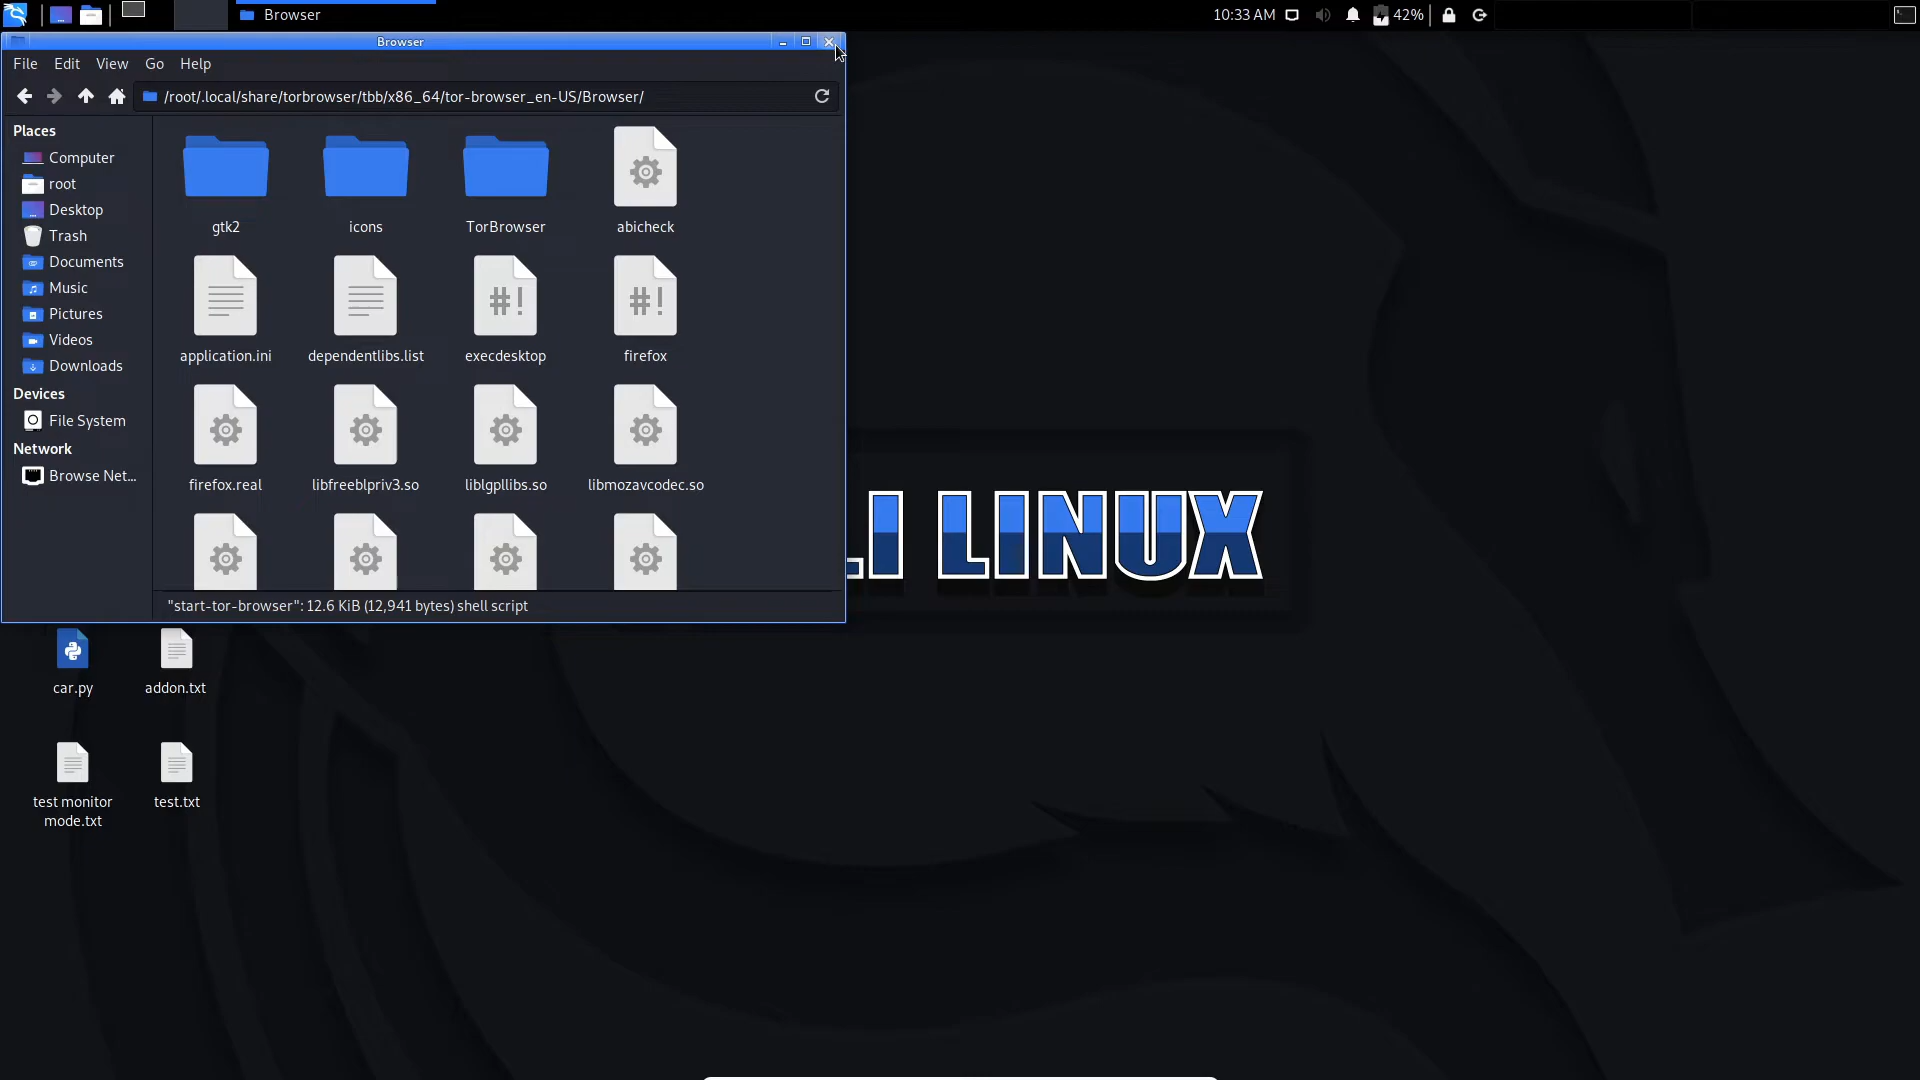 Browser
10:33 AM
42%
Browser
File Edit View Go Help
/root/.local/share/torbrowser/tbb/x86_64/tor-browser_en-US/Browser/
Places
Computer
root
Desktop
Trash
Documents
Music
Pictures
Videos
Downloads
Devices
File System
Network
Browse Net...
gtk2 icons TorBrowser abicheck
application.ini dependentlibs.list execdesktop firefox
firefox.real libfreeblpriv3.so liblgpllibs.so libmozavcodec.so
"start-tor-browser": 12.6 KiB (12,941 bytes) shell script
LI LINUX
car.py addon.txt
test monitor mode.txt
test.txt